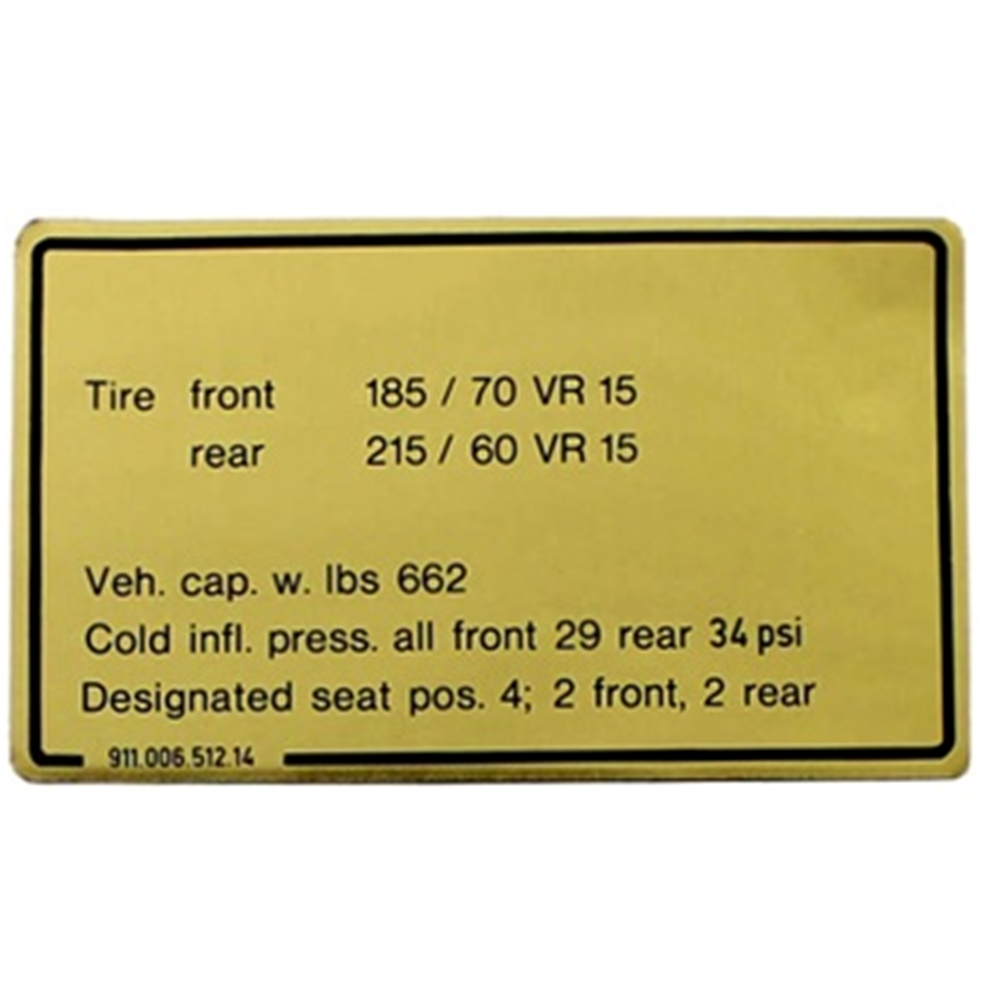 Tire front 185 / 70 VR 15
rear 215 / 60 VR 15
Veh. cap. w. lbs 662
Cold infl. press. all front 29 rear 34 psi
Designated seat pos. 4; 2 front, 2 rear
911.006.512.14